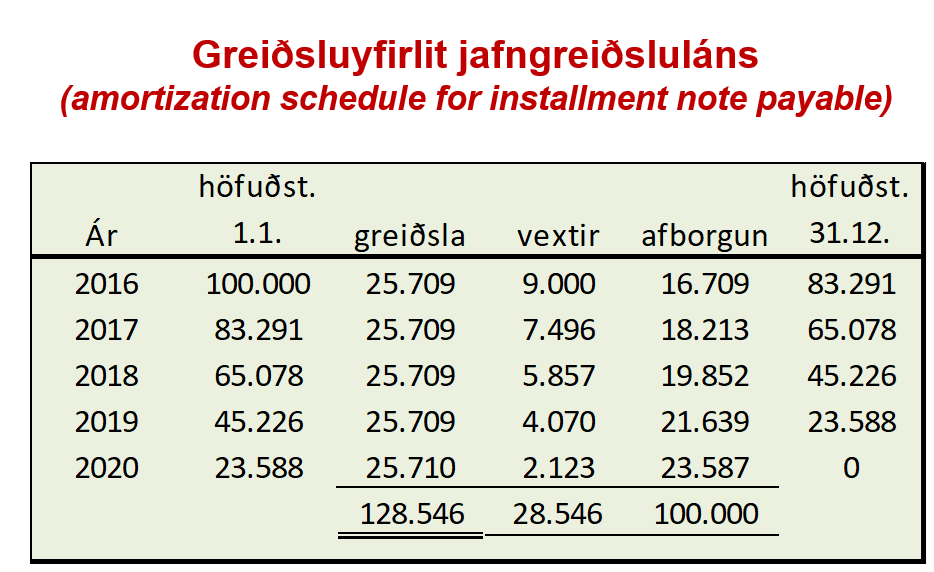 Greiðsluyfirlit jafngreiðsluláns
(amortization schedule for installment note payable)
höfuðst. höfuðst.
Ár 1.1. greiðsla vextir afborgun 31.12.
2016 100.000 25.709 9.000 16.709 83.291
2017 83.291 25.709 7.496 18.213 65.078
2018 65.078 25.709 5.857 19.852 45.226
2019 45.226 25.709 4.070 21.639 23.588
2020 23.588 25.710 2.123 23.587 0
128.546 28.546 100.000